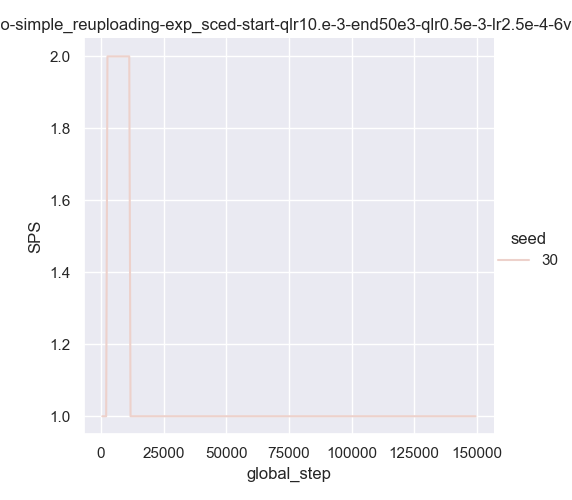 o-simple_reuploading-exp_sced-start-qlr10.e-3-end50e3-qlr0.5e-3-lr2.5e-4-6v
2.0
1.8
1.6
1.4
1.2
1.0
SPS
0 25000 50000 75000 100000 125000 150000
global_step
seed
30